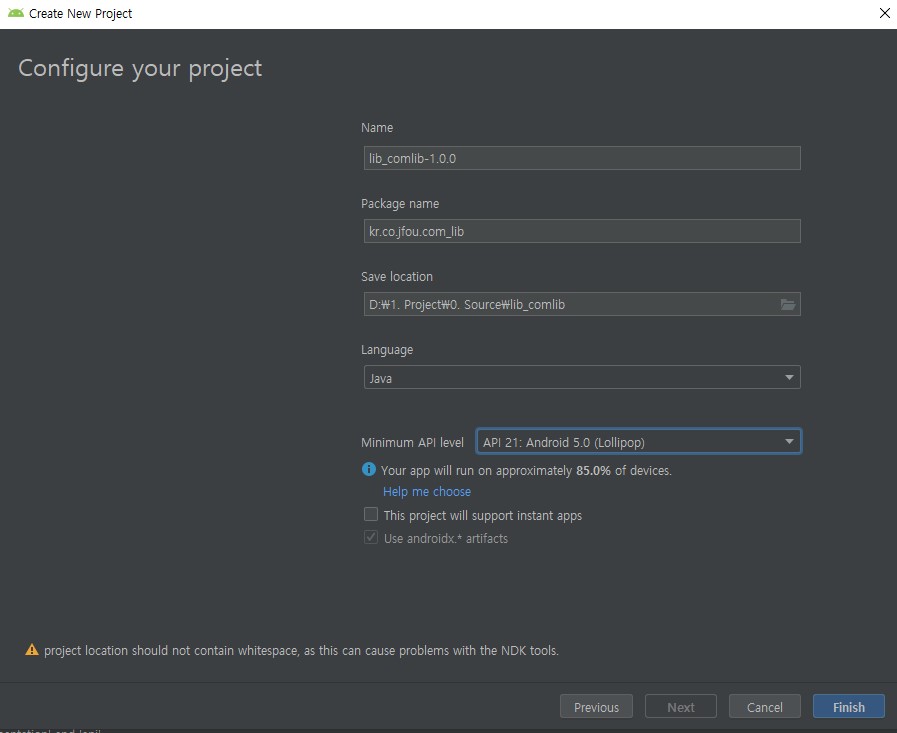 Create New Project
Configure your project
Name
lib_comlib-1.0.0
Package name
kr.co.jfou.com_lib
Save location
D:₩1. Project₩0. Source₩lib_comlib
Language
Java
Minimum API level API 21: Android 5.0 (Lollipop)
Your app will run on approximately 85.0% of devices.
Help me choose
This project will support instant apps
Use androidx.* artifacts
project location should not contain whitespace, as this can cause problems with the NDK tools.
Previous Next Cancel Finish